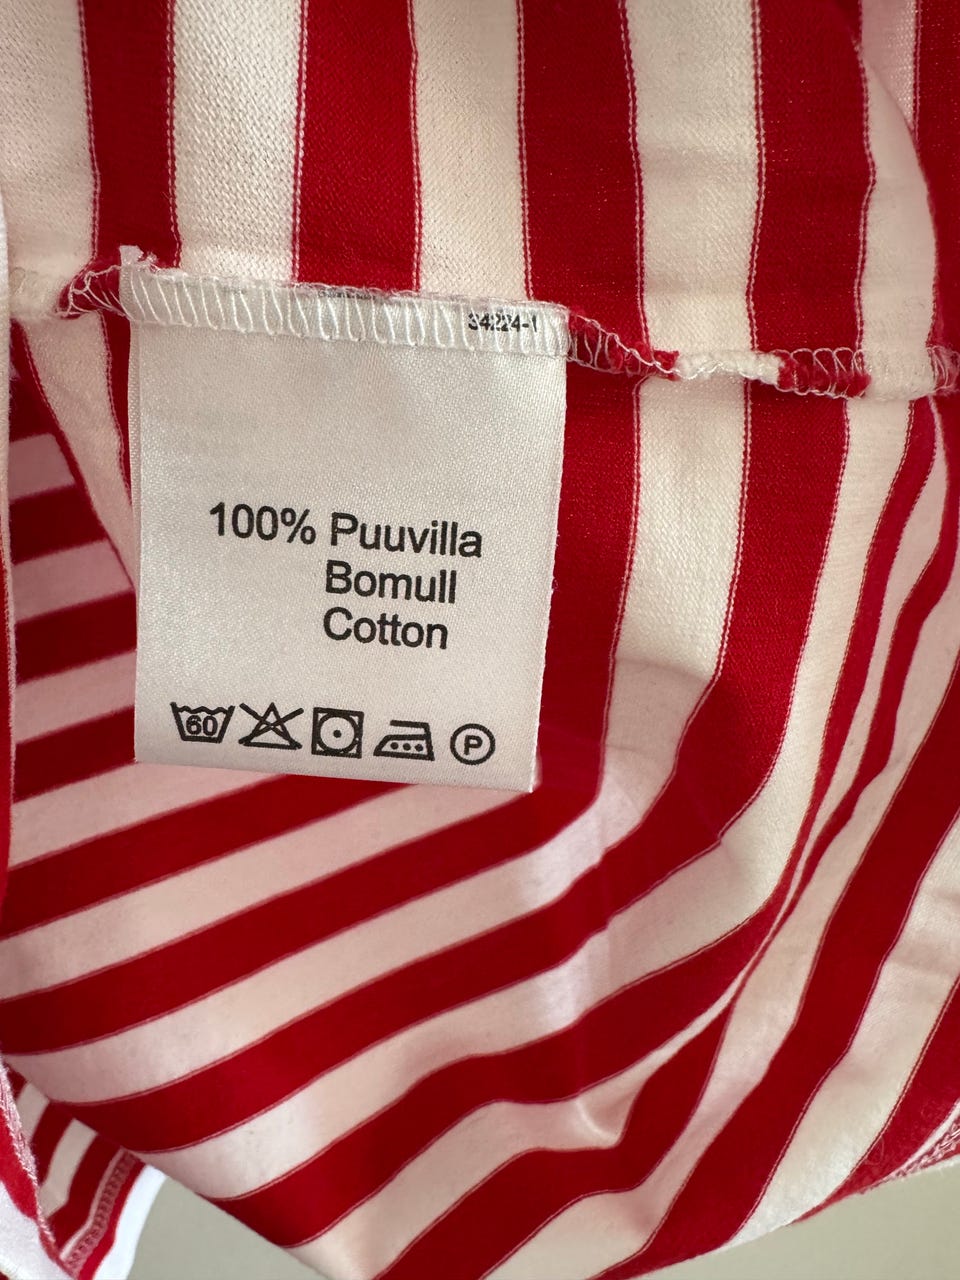 34224-1
100% Puuvilla
Bomull
Cotton
60
P